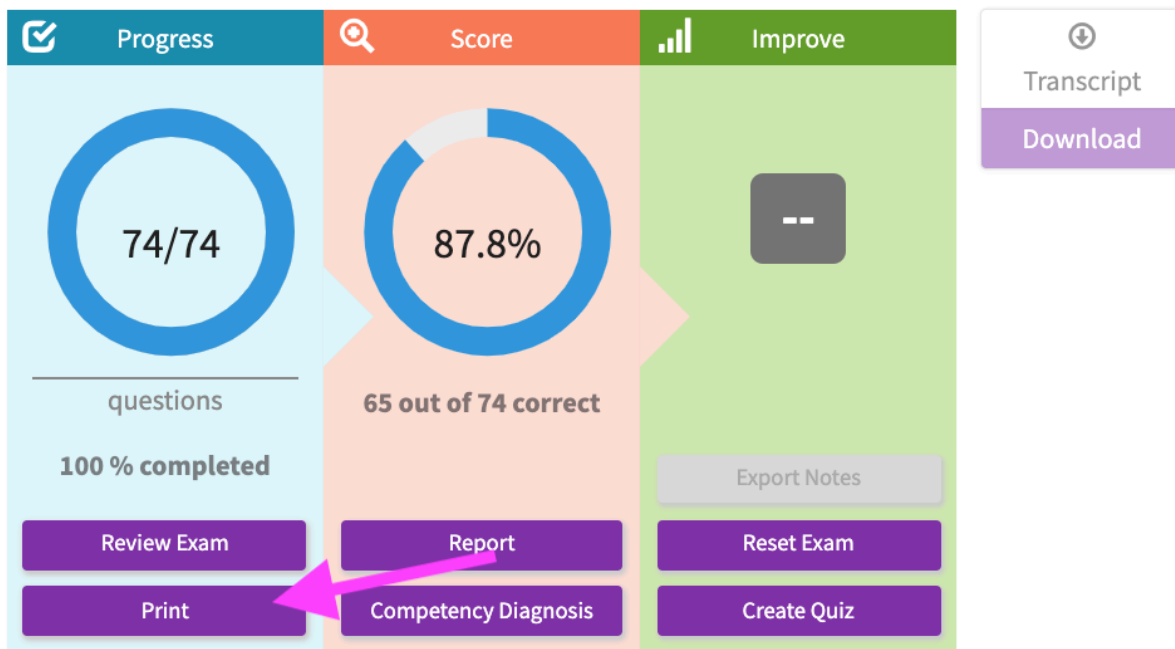 Progress
74/74
questions
100 % completed
Review Exam
Print
Score
87.8%
65 out of 74 correct
Report
Competency Diagnosis
Improve
--
Export Notes
Reset Exam
Create Quiz
Transcript
Download